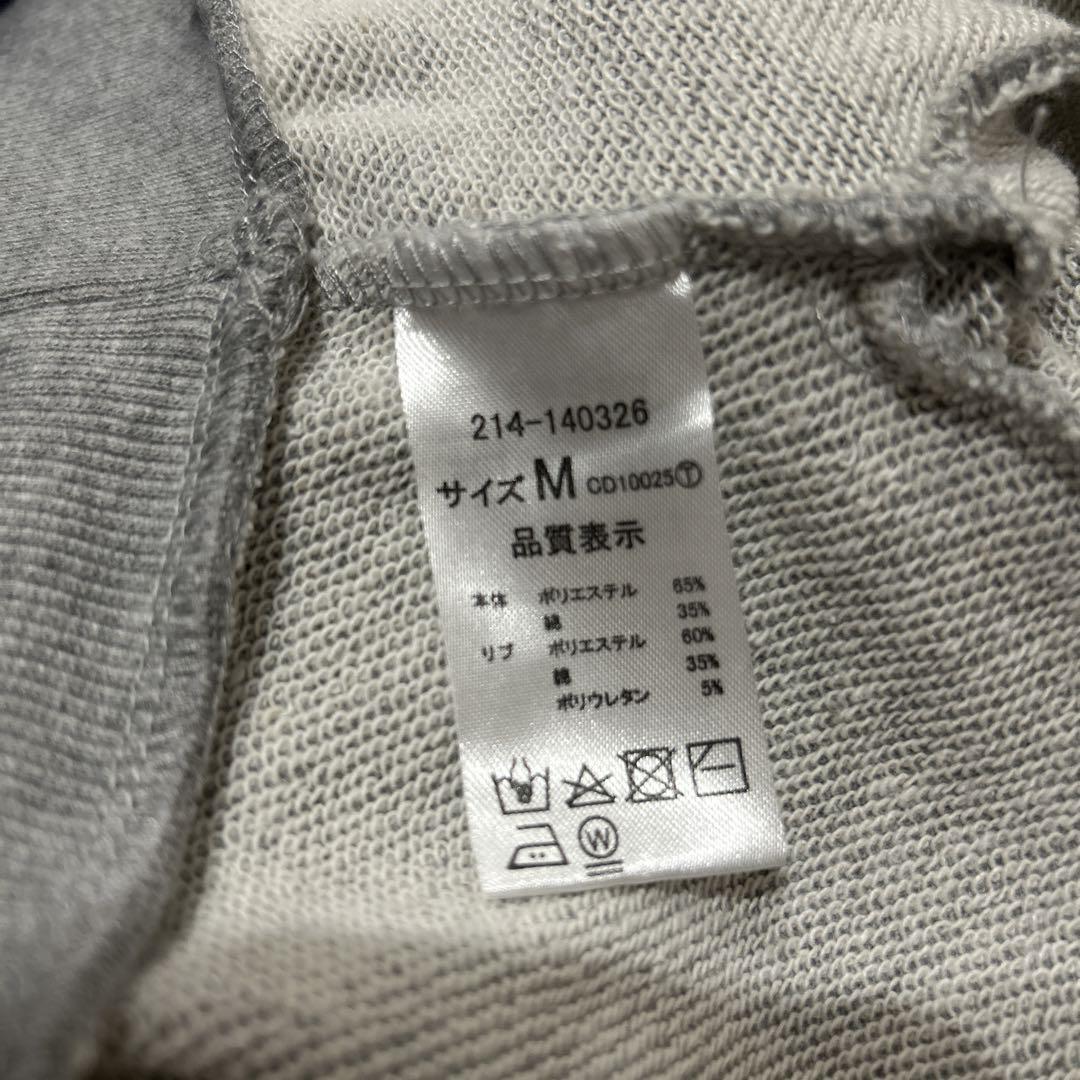 214-140326
サイズ M CD10025Ⓣ
品質表示
本体 ポリエステル 65%
綿 35%
リブ ポリエステル 60%
綿 35%
ポリウレタン 5%
W